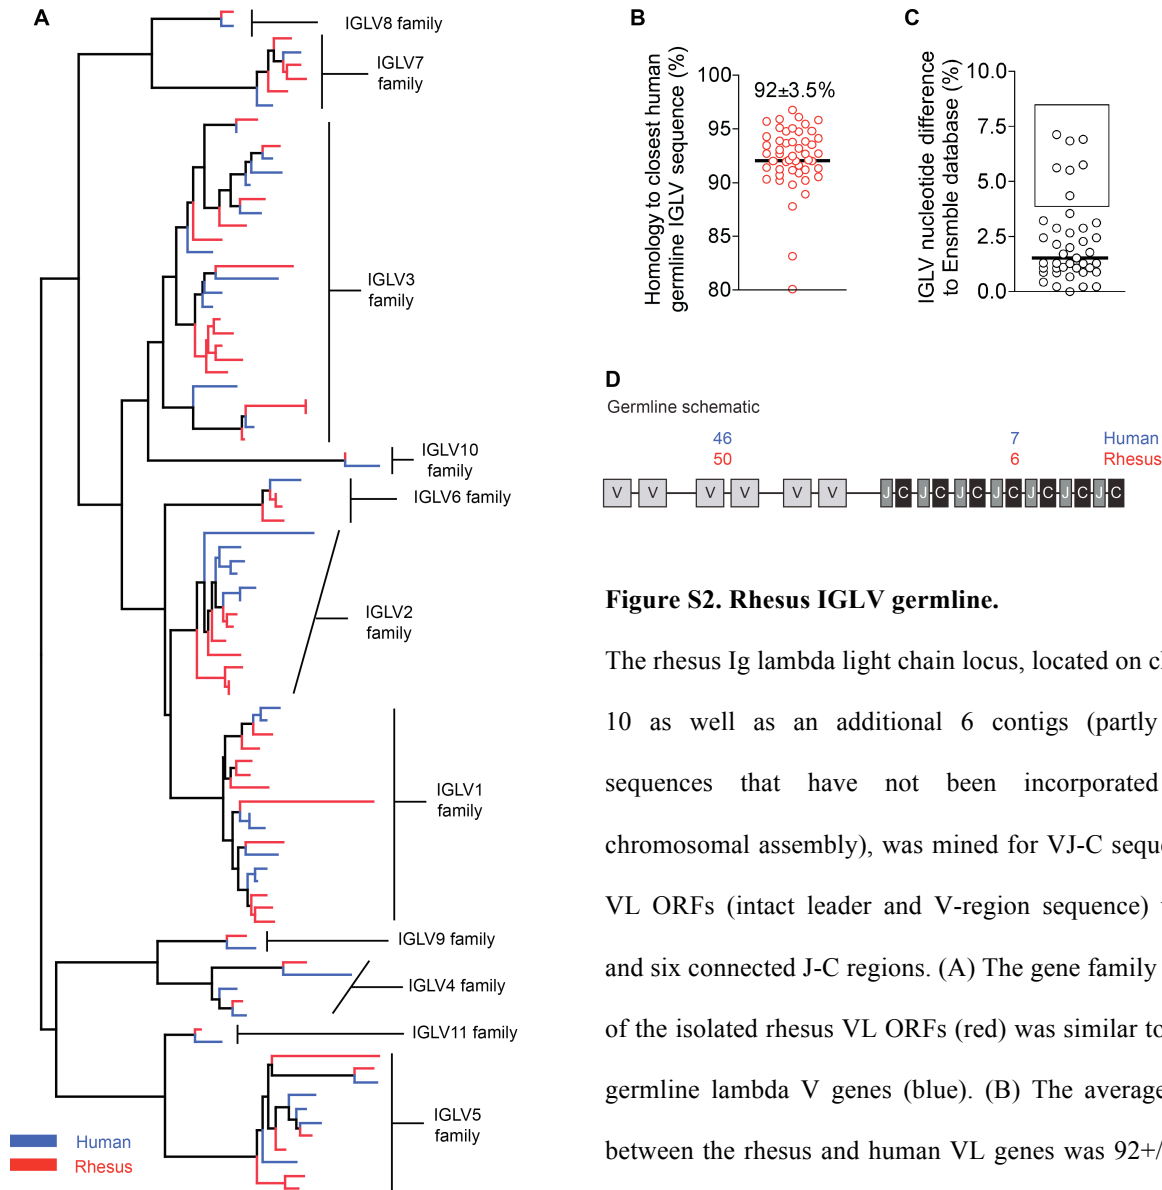 A
IGLV8 family
IGLV7
family
IGLV3
family
IGLV10
family
IGLV6 family
IGLV2
family
IGLV1
family
IGLV9 family
IGLV4 family
IGLV11 family
IGLV5
family
Human
Rhesus
B
Homology to closest human
germline IGLV sequence (%)
100
95
90
85
80
92±3.5%
C
IGLV nucleotide difference
to Ensmble database (%)
10.0
7.5
5.0
2.5
0.0
D
Germline schematic
46 7 Human
50 6 Rhesus
V V V V V V J C J C J C J C J C J C J C
Figure S2. Rhesus IGLV germline.
The rhesus Ig lambda light chain locus, located on
10 as well as an additional 6 contigs (partly
sequences that have not been incorporated
chromosomal assembly), was mined for VJ-C
VL ORFs (intact leader and V-region sequence)
and six connected J-C regions. (A) The gene family
of the isolated rhesus VL ORFs (red) was similar to
germline lambda V genes (blue). (B) The average
between the rhesus and human VL genes was 92+/